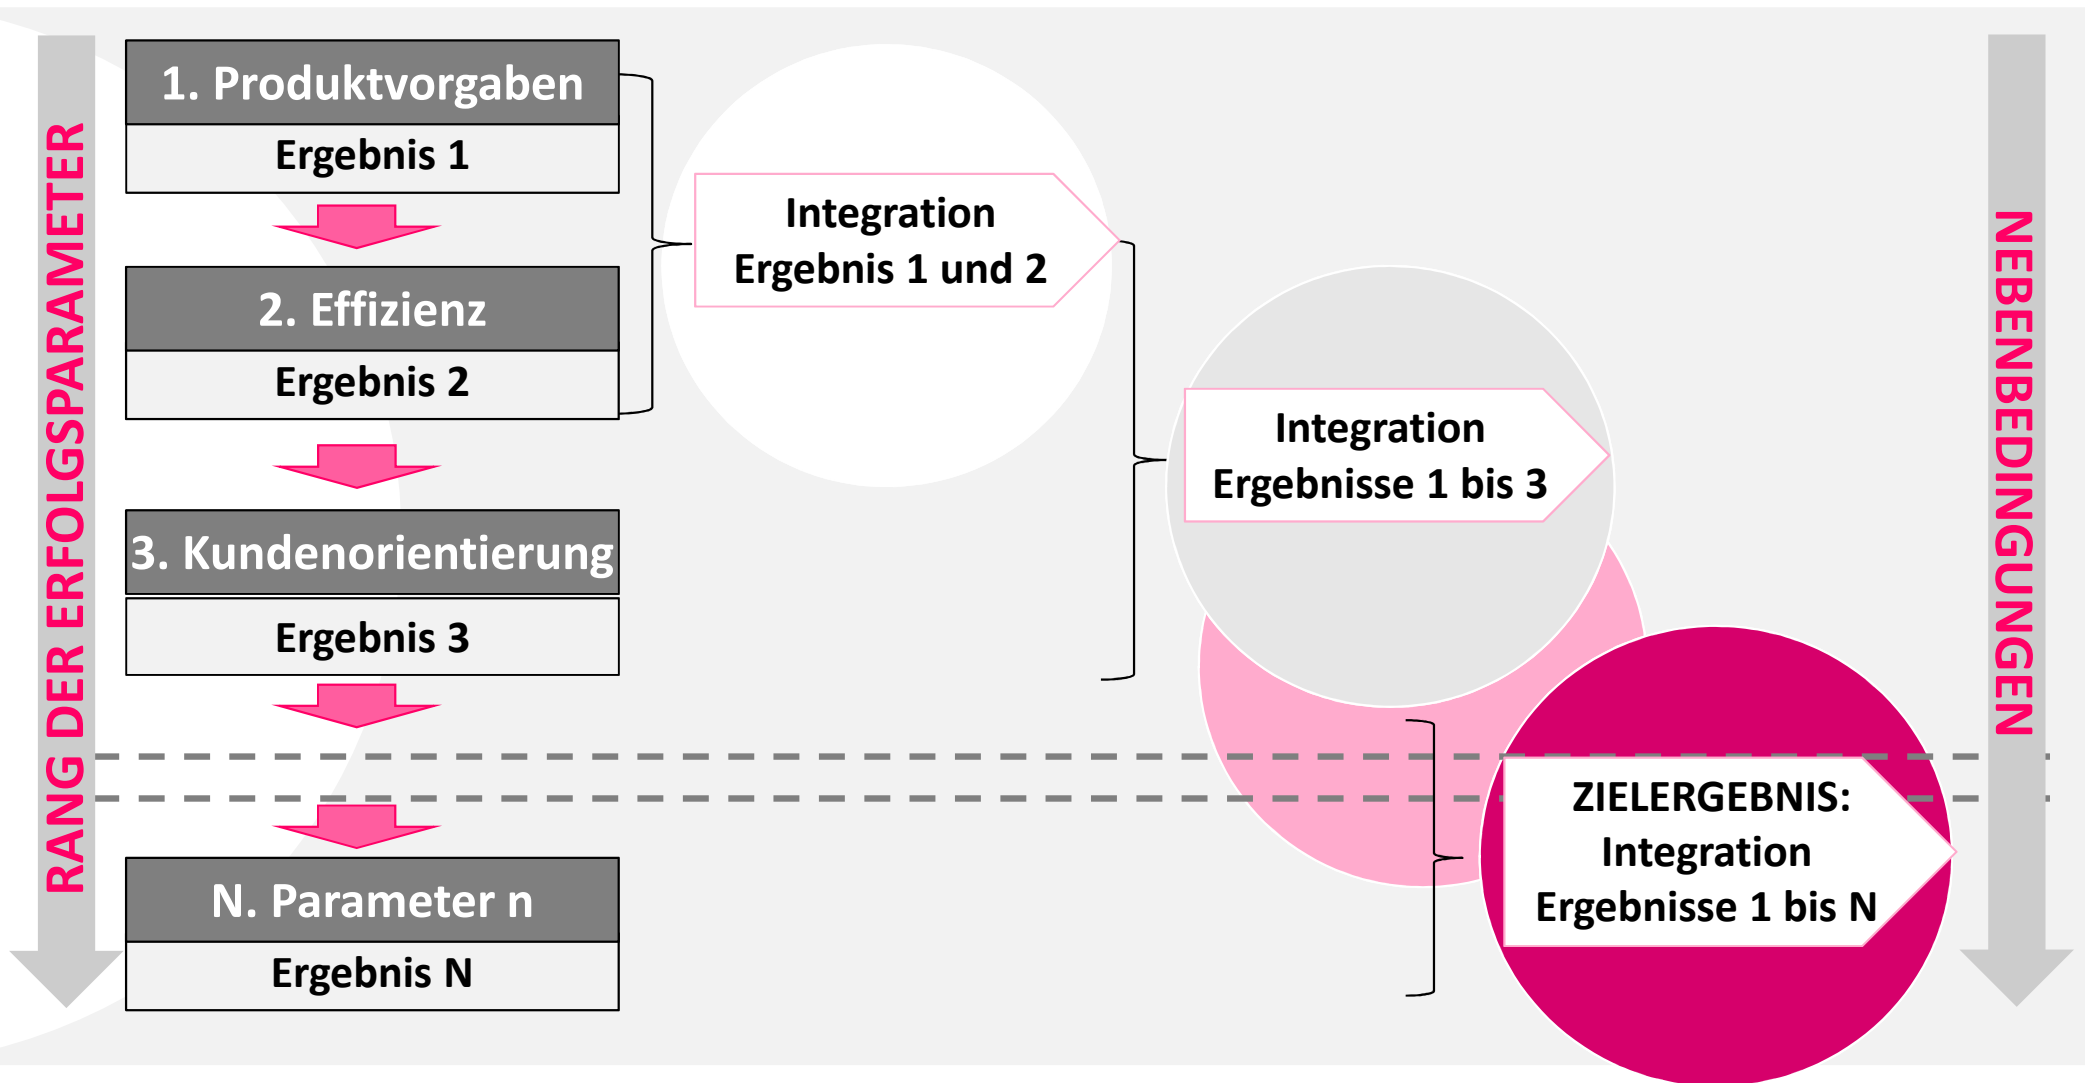 RANG DER ERFOLGSPARAMETER
1. Produktvorgaben
Ergebnis 1
2. Effizienz
Ergebnis 2
3. Kundenorientierung
Ergebnis 3
N. Parameter n
Ergebnis N
Integration
Ergebnis 1 und 2
Integration
Ergebnisse 1 bis 3
ZIELERGEBNIS:
Integration
Ergebnisse 1 bis N
NEBENBEDINGUNGEN